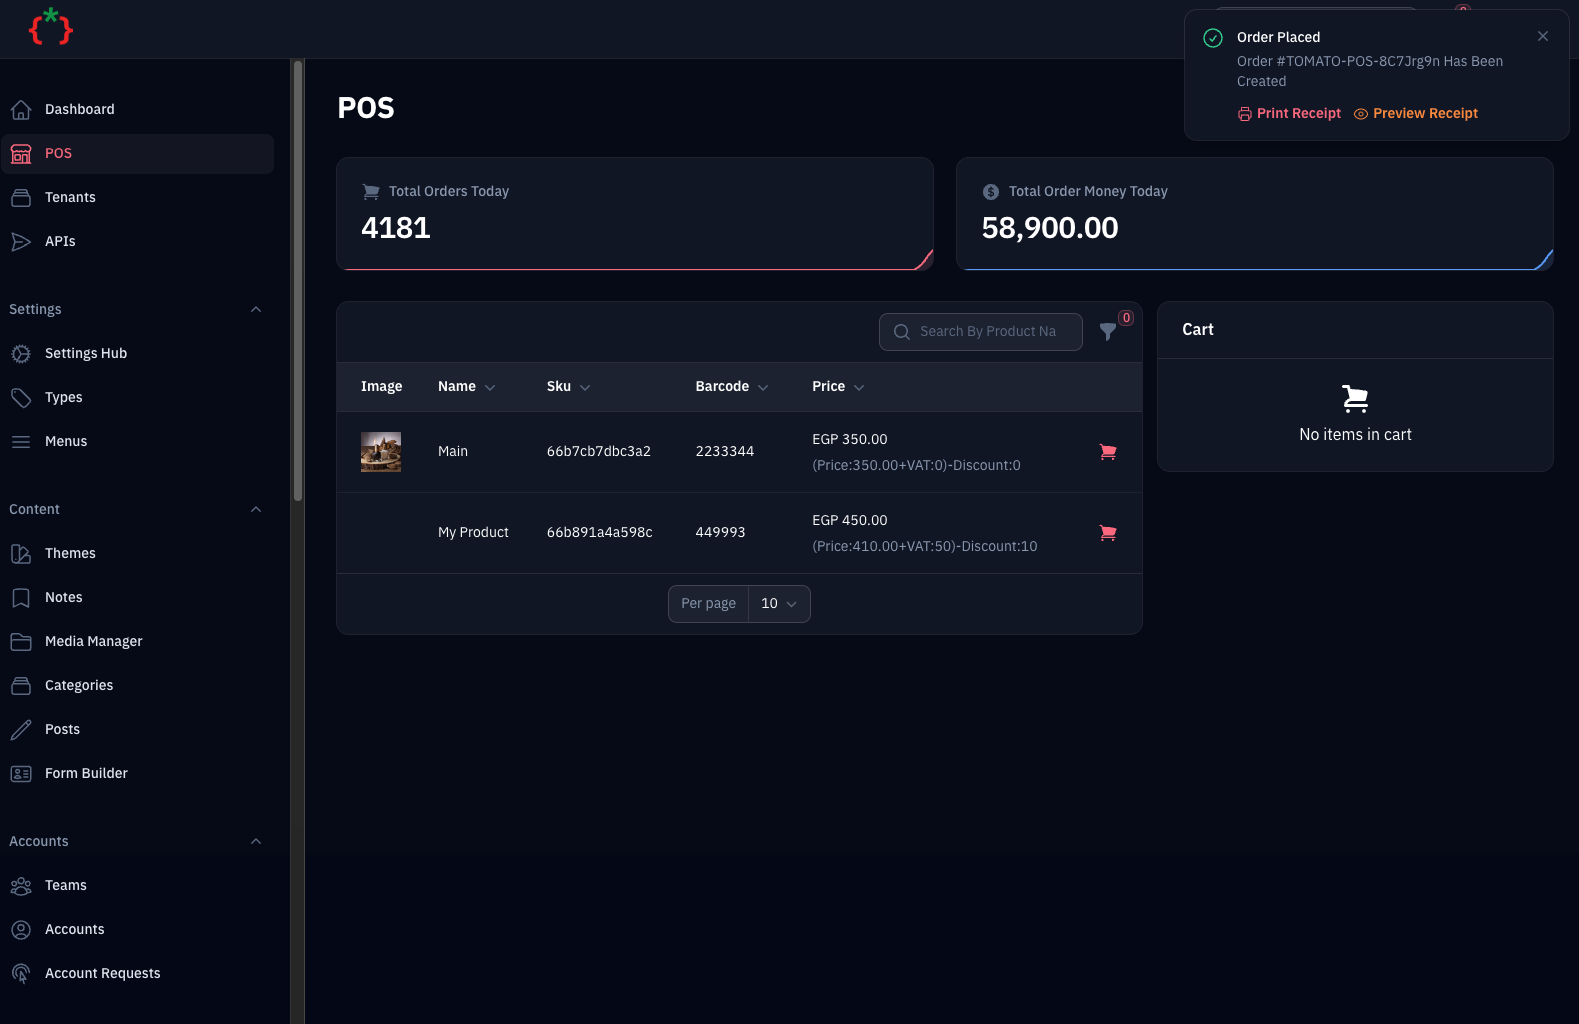 Order Placed
Order #TOMATO-POS-8C7Jrg9n Has Been
Created
Print Receipt
Preview Receipt
Dashboard
POS
Tenants
APIs
Settings
Settings Hub
Types
Menus
Content
Themes
Notes
Media Manager
Categories
Posts
Form Builder
Accounts
Teams
Accounts
Account Requests
POS
Total Orders Today
4181
Total Order Money Today
58,900.00
Search By Product Na
0
Image Name Sku Barcode Price
Main 66b7cb7dbc3a2 2233344 EGP 350.00
(Price:350.00+VAT:0)-Discount:0
My Product 66b891a4a598c 449993 EGP 450.00
(Price:410.00+VAT:50)-Discount:10
Per page 10
Cart
No items in cart